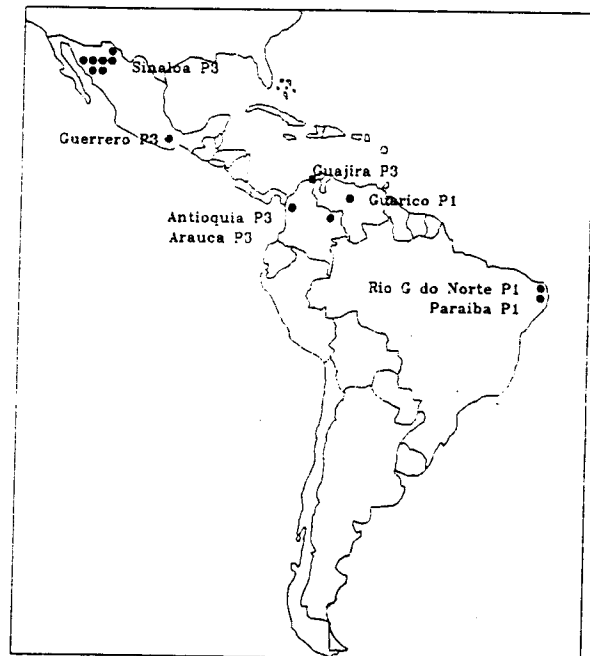 Sinaloa P3
Guerrero P3
Guajira P3
Guarico P1
Antioquia P3
Arauca P3
Rio G do Norte P1
Paraiba P1